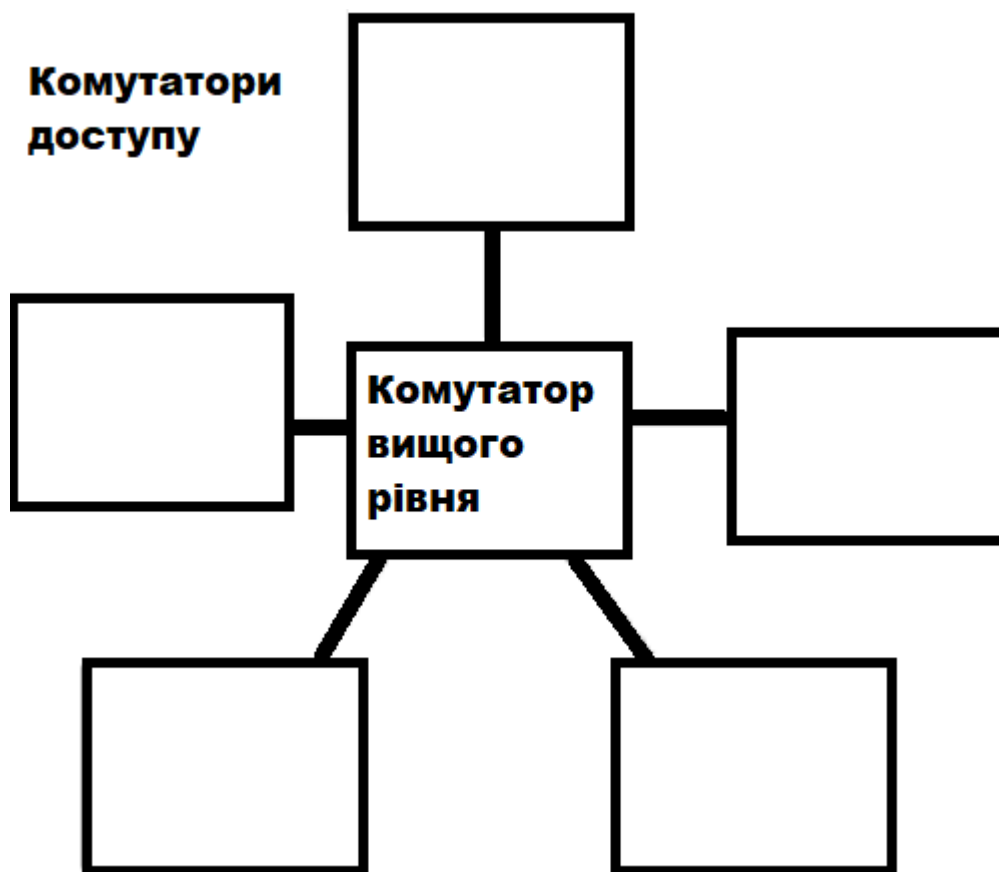 Комутатори
доступу
Комутатор
вищого
рівня